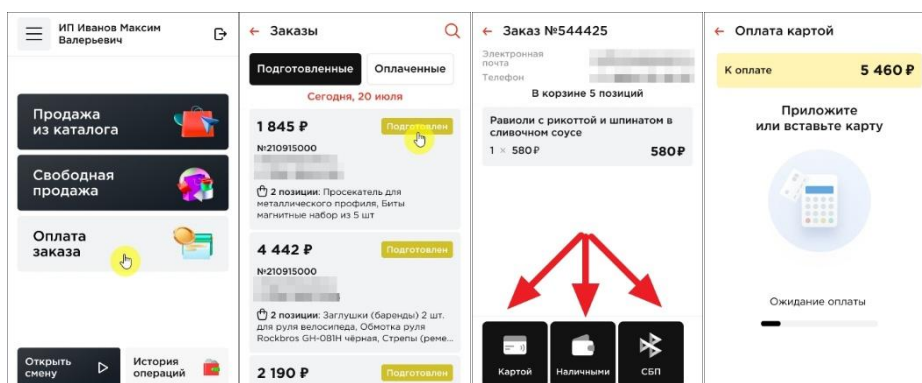 ИП Иванов Максим
Валерьевич
Продажа
из каталога
Свободная
продажа
Оплата
заказа
Открыть
смену
История
операций
← Заказы
Подготовленные
Оплаченные
Сегодня, 20 июля
1 845 ₽
Подготовлен
№210915000
2 позиции: Просекатель для
металлического профиля, Биты
магнитные набор из 5 шт
4 442 ₽
Подготовлен
№210915000
2 позиции: Заглушки (баренды) 2 шт.
для руля велосипеда, Обмотка руля
Rockbros GH-081H чёрная, Стрепы (реме...
2 190 ₽
Подготовлен
← Заказ №544425
Электронная
почта
Телефон
В корзине 5 позиций
Равиоли с рикоттой и шпинатом в
сливочном соусе
1 × 580 ₽
580 ₽
Картой
Наличными
СБП
← Оплата картой
К оплате
5 460 ₽
Приложите
или вставьте карту
Ожидание оплаты